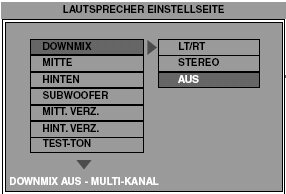 LAUTSPRECHER EINSTELLSEITE
DOWNMIX
MITTE
HINTEN
SUBWOOFER
MITT. VERZ.
HINT. VERZ.
TEST-TON
LT/RT
STEREO
AUS
DOWNMIX AUS - MULTI-KANAL